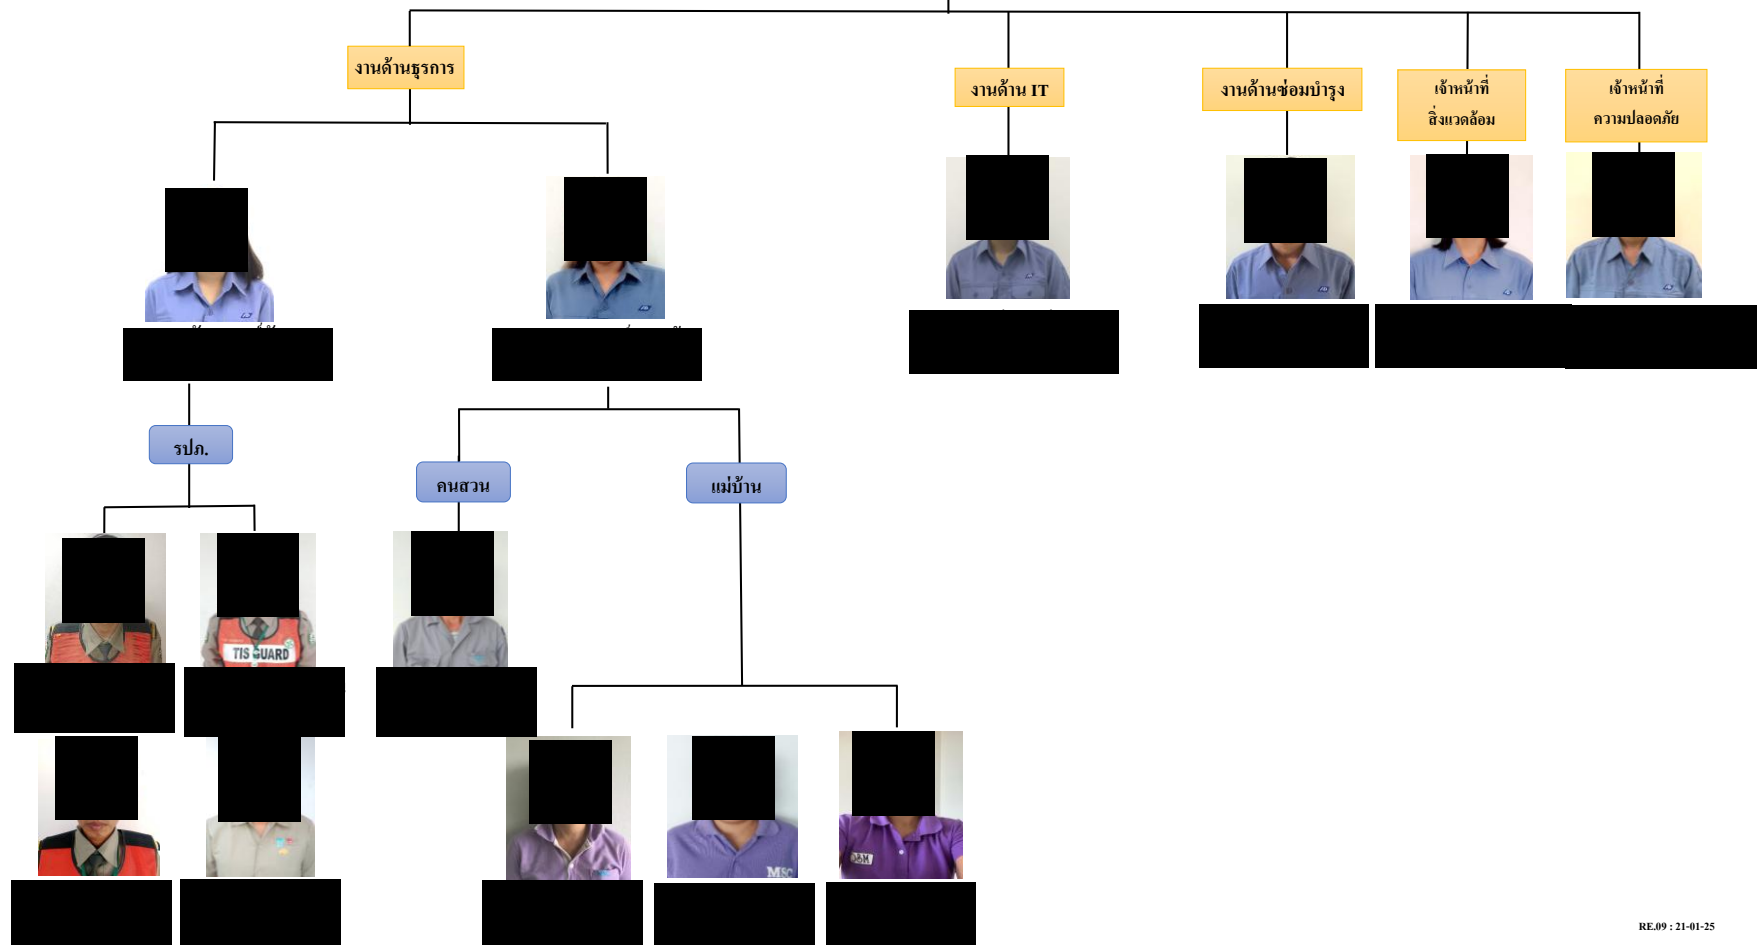 งานด้านธุรการ
งานด้าน IT
งานด้านซ่อมบำรุง
เจ้าหน้าที่
สิ่งแวดล้อม
เจ้าหน้าที่
ความปลอดภัย
รปภ.
คนสวน
แม่บ้าน
TIS GUARD
MSC
RE.09 : 21-01-25